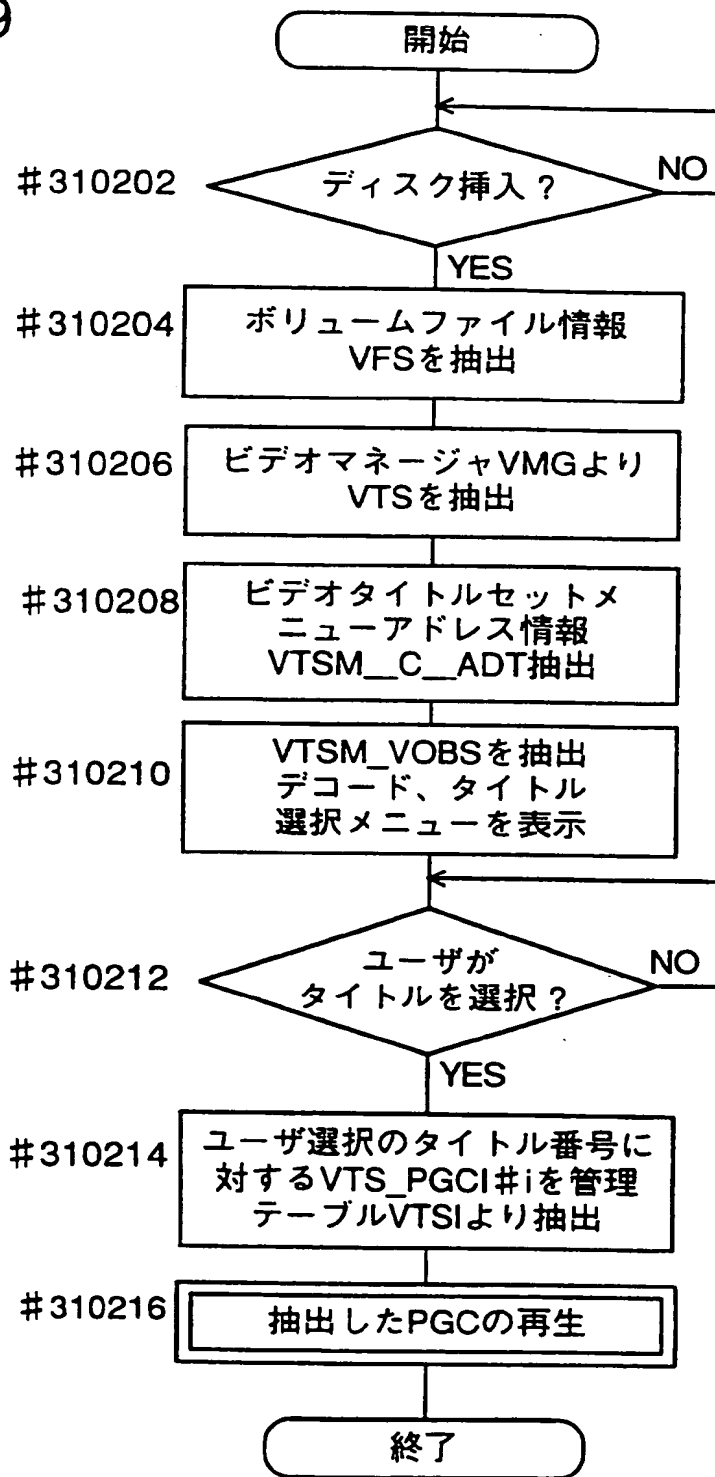 9
開始
#310202
ディスク挿入?
NO
YES
#310204
ボリュームファイル情報
VFSを抽出
#310206
ビデオマネージャVMGより
VTSを抽出
#310208
ビデオタイトルセットメ
ニューアドレス情報
VTSM__C__ADT抽出
#310210
VTSM_VOBSを抽出
デコード、タイトル
選択メニューを表示
#310212
ユーザが
タイトルを選択?
NO
YES
#310214
ユーザ選択のタイトル番号に
対するVTS_PGCI#iを管理
テーブルVTSIより抽出
#310216
抽出したPGCの再生
終了